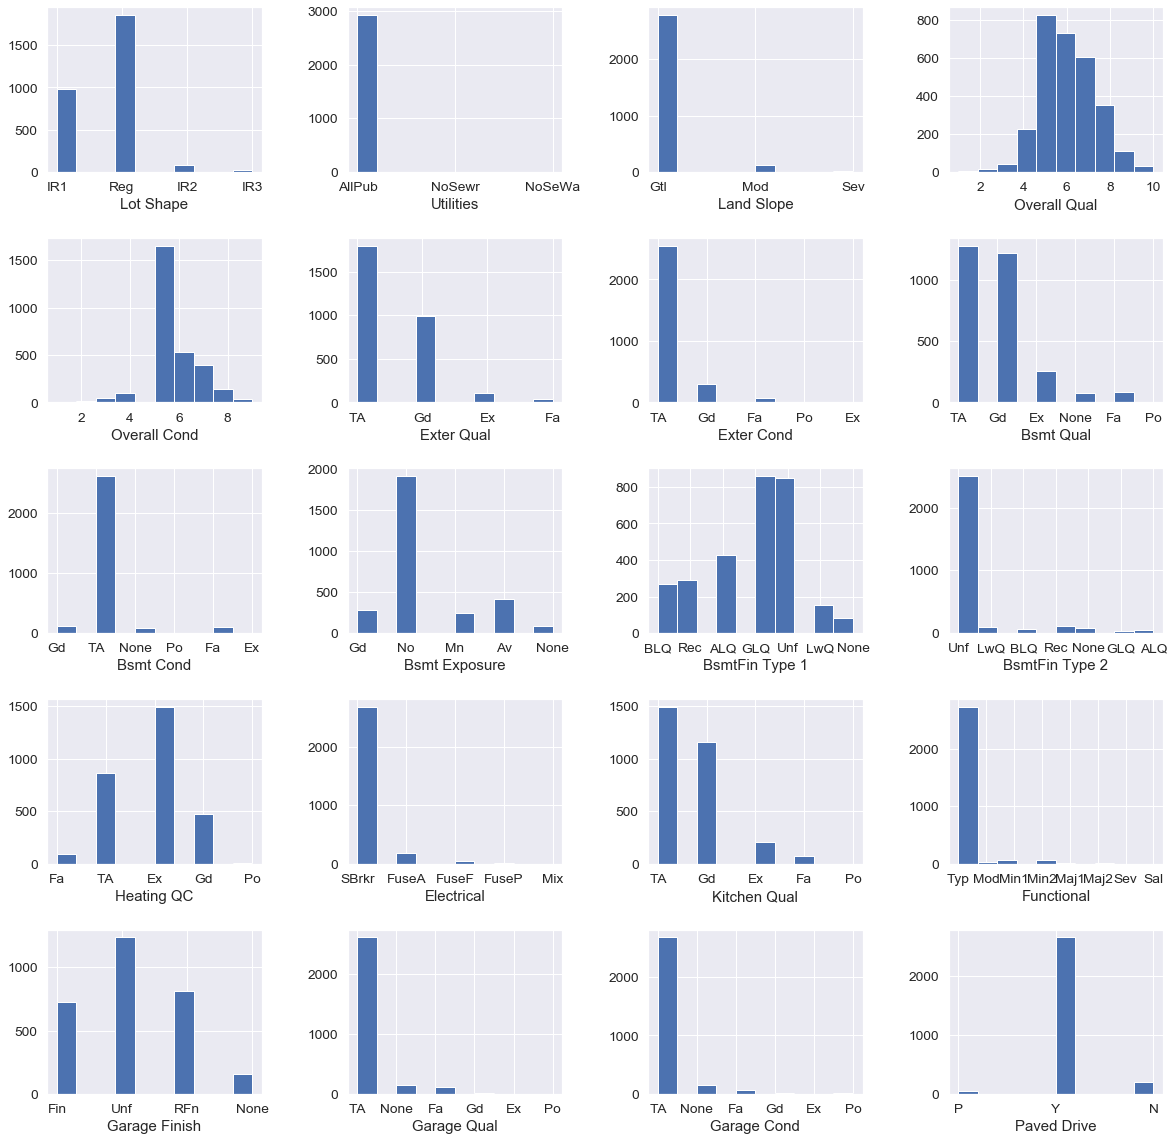 1500
1000
500
0
IR1 Reg IR2 IR3
Lot Shape
3000
2000
1000
0
AllPub NoSewr NoSeWa
Utilities
2000
1000
0
Gtl Mod Sev
Land Slope
800
600
400
200
0
2 4 6 8 10
Overall Qual
1500
1000
500
0
2 4 6 8
Overall Cond
1500
1000
500
0
TA Gd Ex Fa
Exter Qual
2000
1000
0
TA Gd Fa Po Ex
Exter Cond
1000
500
0
TA Gd Ex None Fa Po
Bsmt Qual
2000
1000
0
Gd TA None Po Fa Ex
Bsmt Cond
2000
1500
1000
500
0
Gd No Mn Av None
Bsmt Exposure
800
600
400
200
0
BLQ Rec ALQ GLQ Unf LwQ None
BsmtFin Type 1
2000
1000
0
Unf LwQ BLQ Rec None GLQ ALQ
BsmtFin Type 2
1500
1000
500
0
Fa TA Ex Gd Po
Heating QC
2000
1000
0
SBrkr FuseA FuseF FuseP Mix
Electrical
1500
1000
500
0
TA Gd Ex Fa Po
Kitchen Qual
2000
1000
0
Typ Mod Min1 Min2 Maj1 Maj2 Sev Sal
Functional
1000
500
0
Fin Unf RFn None
Garage Finish
2000
1000
0
TA None Fa Gd Ex Po
Garage Qual
2000
1000
0
TA None Fa Gd Ex Po
Garage Cond
2000
1000
0
P Y N
Paved Drive